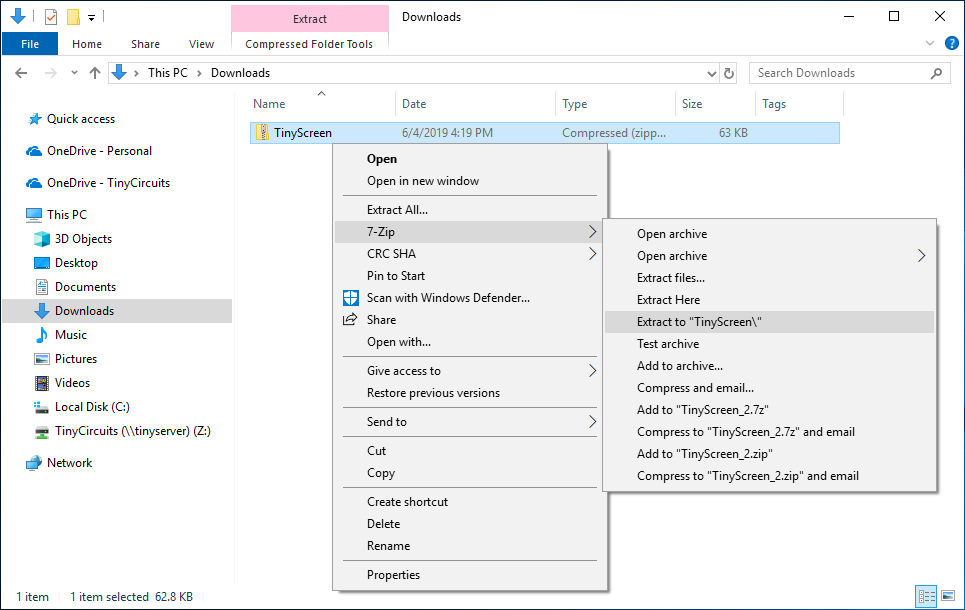 Extract
Downloads
File
Home
Share
View
Compressed Folder Tools
This PC
Downloads
Search Downloads
Name
Date
Type
Size
Tags
TinyScreen
6/4/2019 4:19 PM
Compressed (zipp...
63 KB
Quick access
OneDrive - Personal
OneDrive - TinyCircuits
This PC
3D Objects
Desktop
Documents
Downloads
Music
Pictures
Videos
Local Disk (C:)
TinyCircuits (\\tinyserver) (Z:)
Network
Open
Open in new window
Extract All...
7-Zip
CRC SHA
Pin to Start
Scan with Windows Defender...
Share
Open with...
Give access to
Restore previous versions
Send to
Cut
Copy
Create shortcut
Delete
Rename
Properties
Open archive
Open archive
Extract files...
Extract Here
Extract to "TinyScreen\"
Test archive
Add to archive...
Compress and email...
Add to "TinyScreen_2.7z"
Compress to "TinyScreen_2.7z" and email
Add to "TinyScreen_2.zip"
Compress to "TinyScreen_2.zip" and email
1 item
1 item selected 62.8 KB